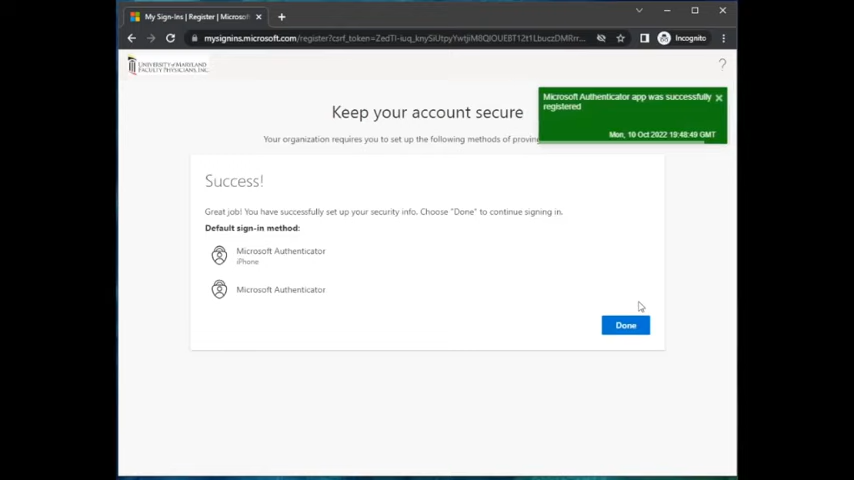 My Sign-Ins | Register | Microsof
mysignins.microsoft.com/register?csrf_token=
Incognito
UNIVERSITY OF MARYLAND
FACULTY PHYSICIANS, INC.
?
Microsoft Authenticator app was successfully
registered
Mon, 10 Oct 2022 19:48:49 GMT
Keep your account secure
Your organization requires you to set up the following methods of
Success!
Great job! You have successfully set up your security info. Choose "Done" to continue signing in.
Default sign-in method:
Microsoft Authenticator
iPhone
Microsoft Authenticator
Done